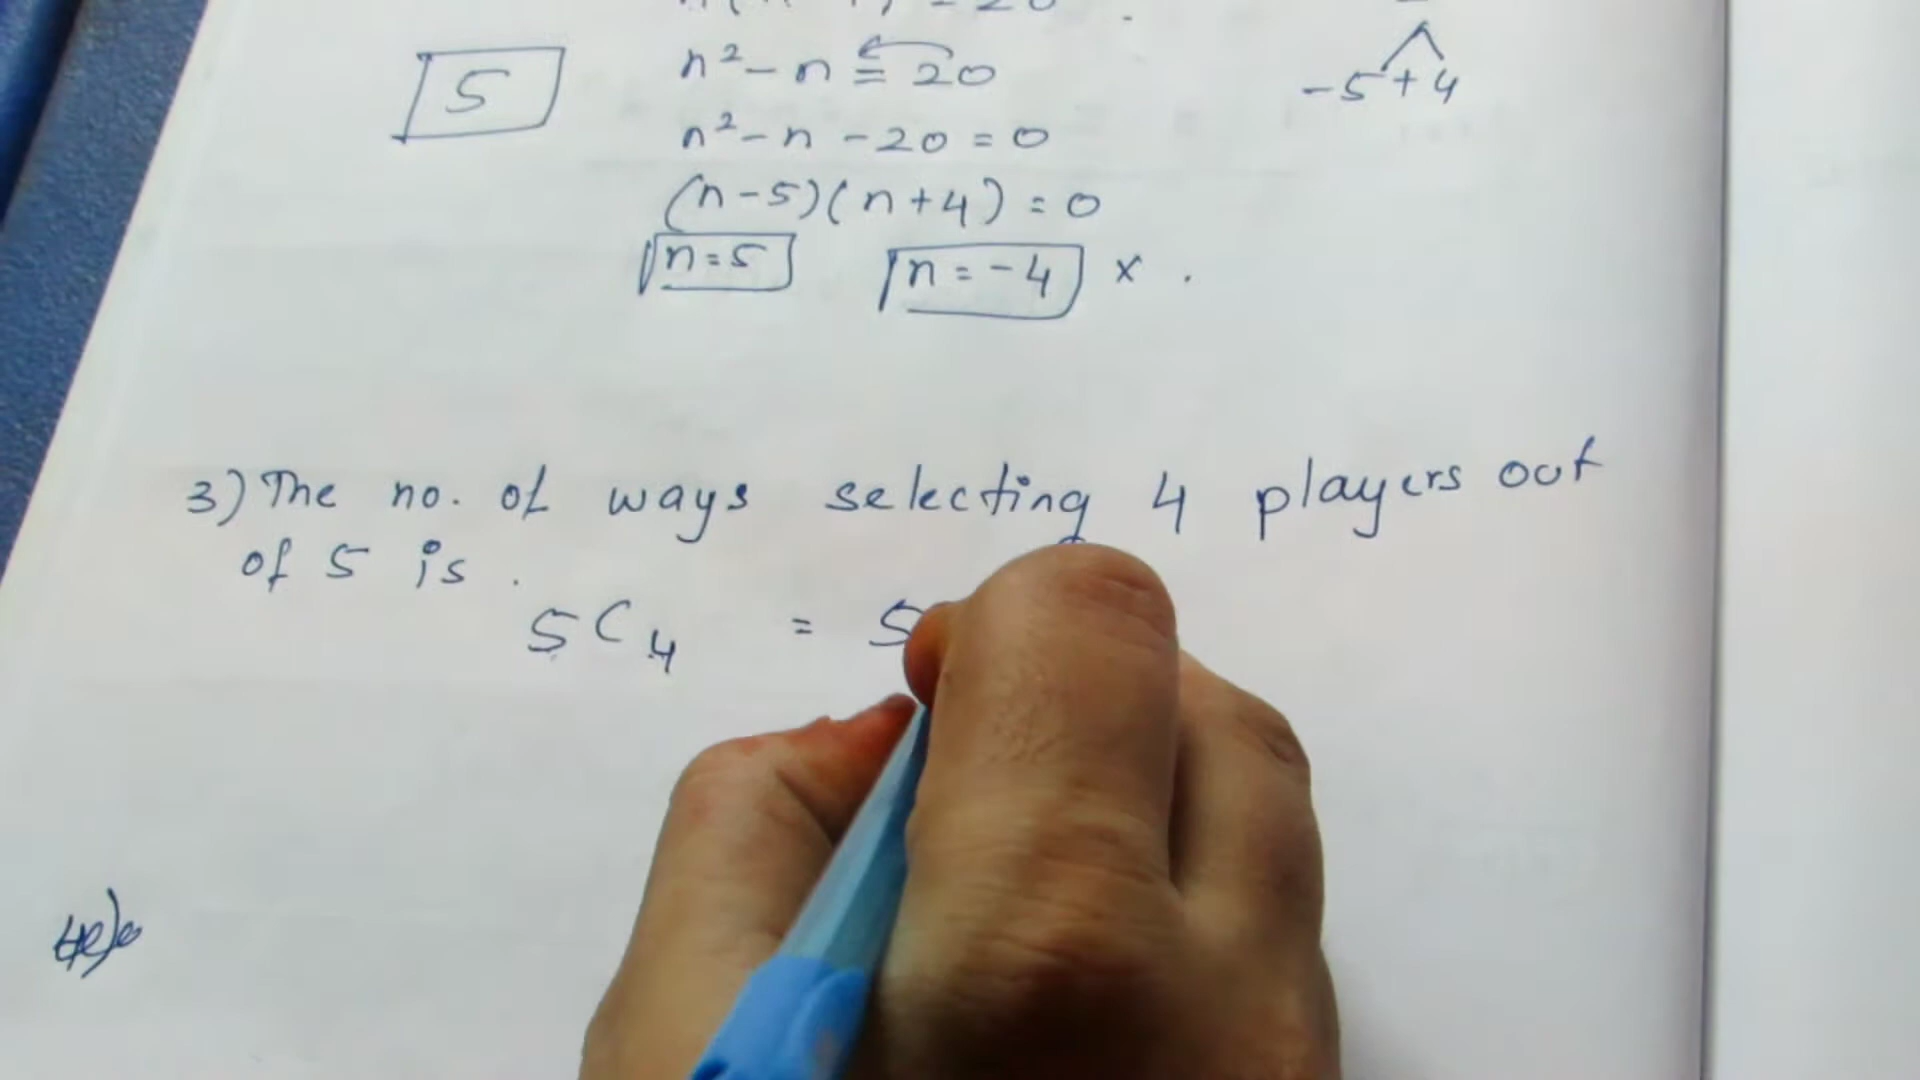 5
n² - n = 20
-5 + 4
n² - n - 20 = 0
(n - 5)(n + 4) = 0
n = 5 n = -4 × .
3) The no. of ways selecting 4 players out
of 5 is .
5C₄ = 5